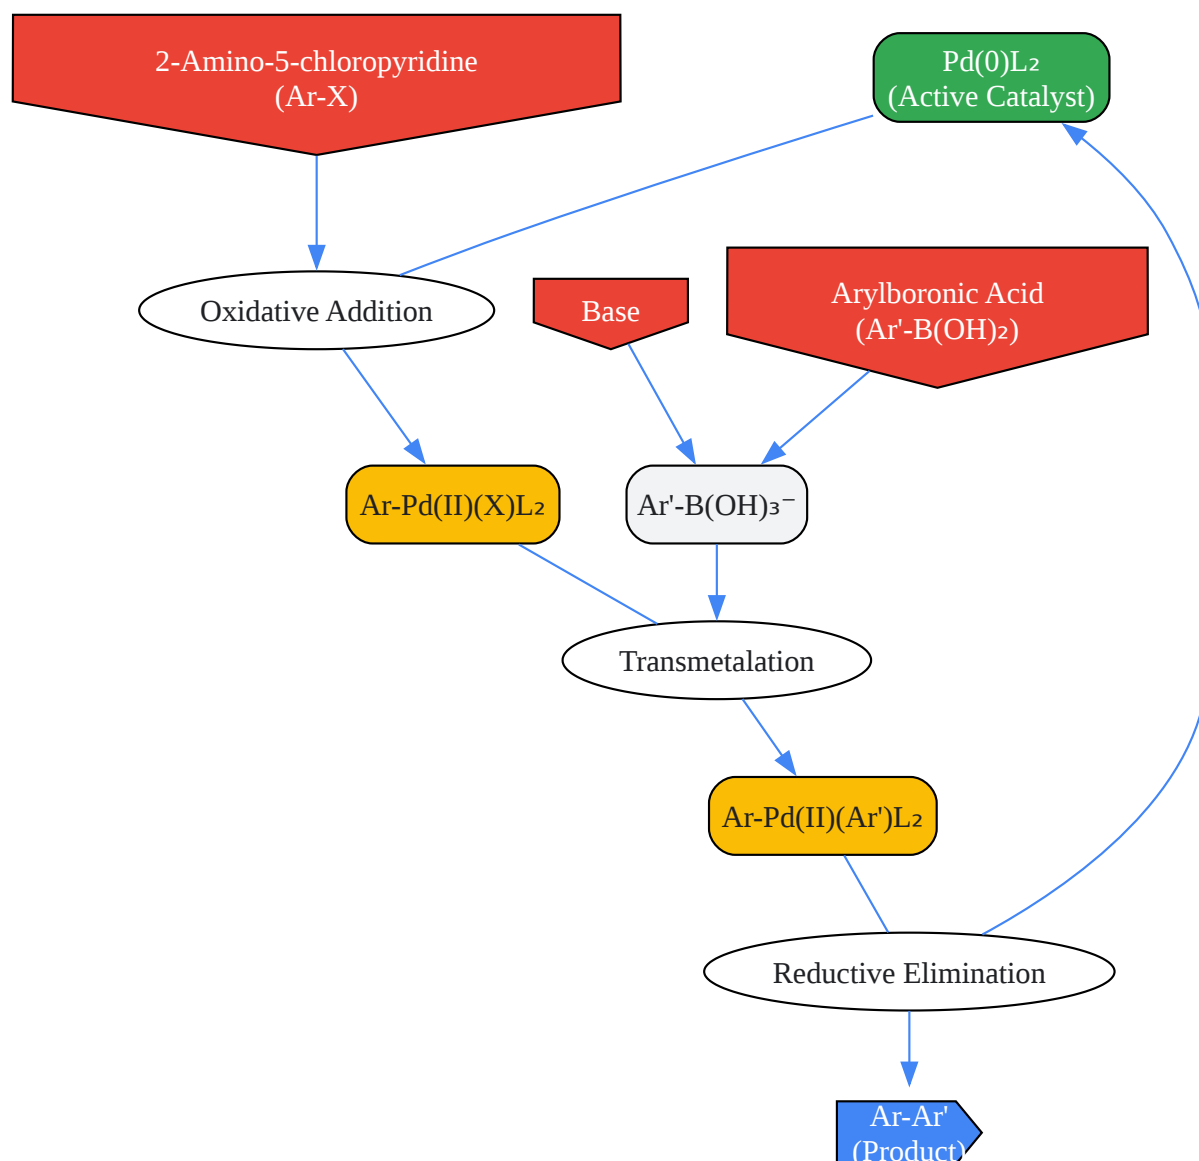 2-Amino-5-chloropyridine
(Ar-X)
Pd(0)L₂
(Active Catalyst)
Oxidative Addition
Base
Arylboronic Acid
(Ar'-B(OH)₂)
Ar-Pd(II)(X)L₂
Ar'-B(OH)₃⁻
Transmetalation
Ar-Pd(II)(Ar')L₂
Reductive Elimination
Ar-Ar'
(Product)